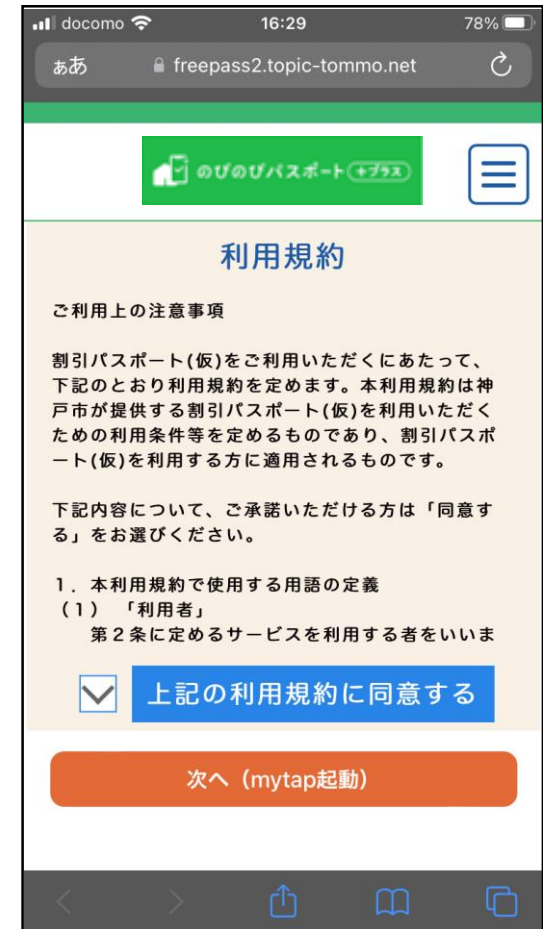 docomo 16:29 78%
ぁあ freepass2.topic-tommo.net
のびのびパスポート+プラス
利用規約
ご利用上の注意事項
割引パスポート(仮)をご利用いただくにあたって、
下記のとおり利用規約を定めます。本利用規約は神
戸市が提供する割引パスポート(仮)を利用いただく
ための利用条件等を定めるものであり、割引パスポ
ート(仮)を利用する方に適用されるものです。
下記内容について、ご承諾いただける方は「同意す
る」をお選びください。
1．本利用規約で使用する用語の定義
（1） 「利用者」
第２条に定めるサービスを利用する者をいいま
上記の利用規約に同意する
次へ（mytap起動）